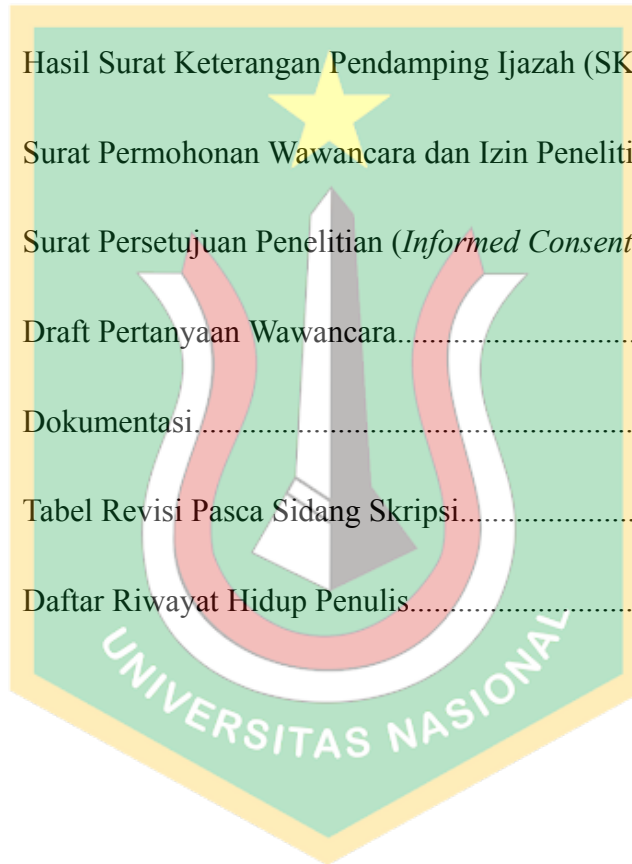 Hasil Surat Keterangan Pendamping Ijazah (SK
Surat Permohonan Wawancara dan Izin Peneliti
Surat Persetujuan Penelitian (Informed Consent
Draft Pertanyaan Wawancara..............................
Dokumentasi........................................................
Tabel Revisi Pasca Sidang Skripsi......................
Daftar Riwayat Hidup Penulis............................
UNIVERSITAS NASIONAL